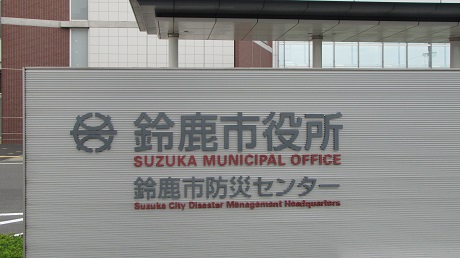 鈴鹿市役所
SUZUKA MUNICIPAL OFFICE
鈴鹿市防災センター
Suzuka City Disaster Management Headquarters